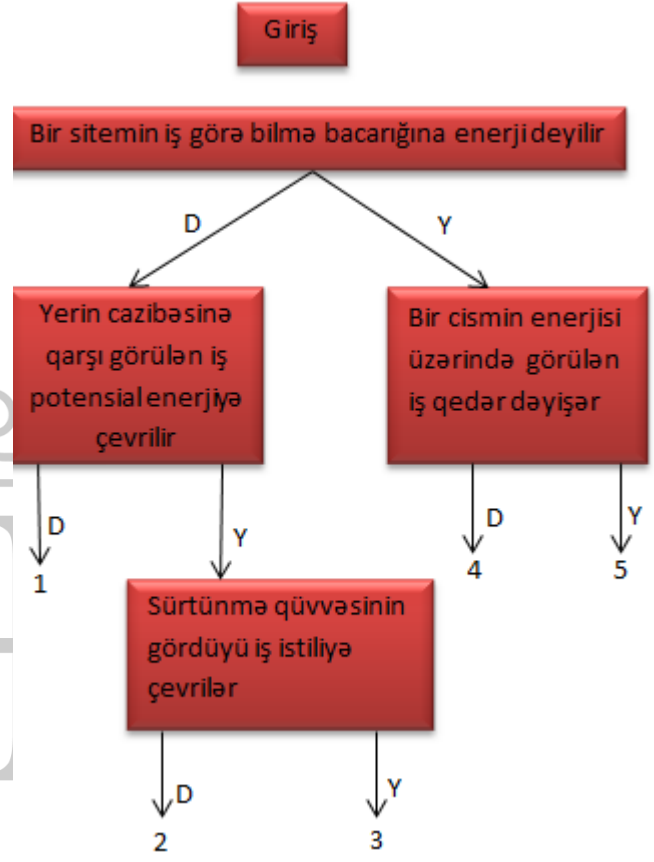 Giriş
Bir sitemin iş görə bilmə bacarığına enerji deyilir
D
Y
Yerin cazibəsinə
qarşı görülən iş
potensial enerjiyə
çevrilir
Bir cismin enerjisi
üzərində görülən
iş qedər dəyişər
D
Y
D
Y
1
4
5
Sürtünmə qüvvəsinin
gördüyü iş istiliyə
çevrilər
D
Y
2
3